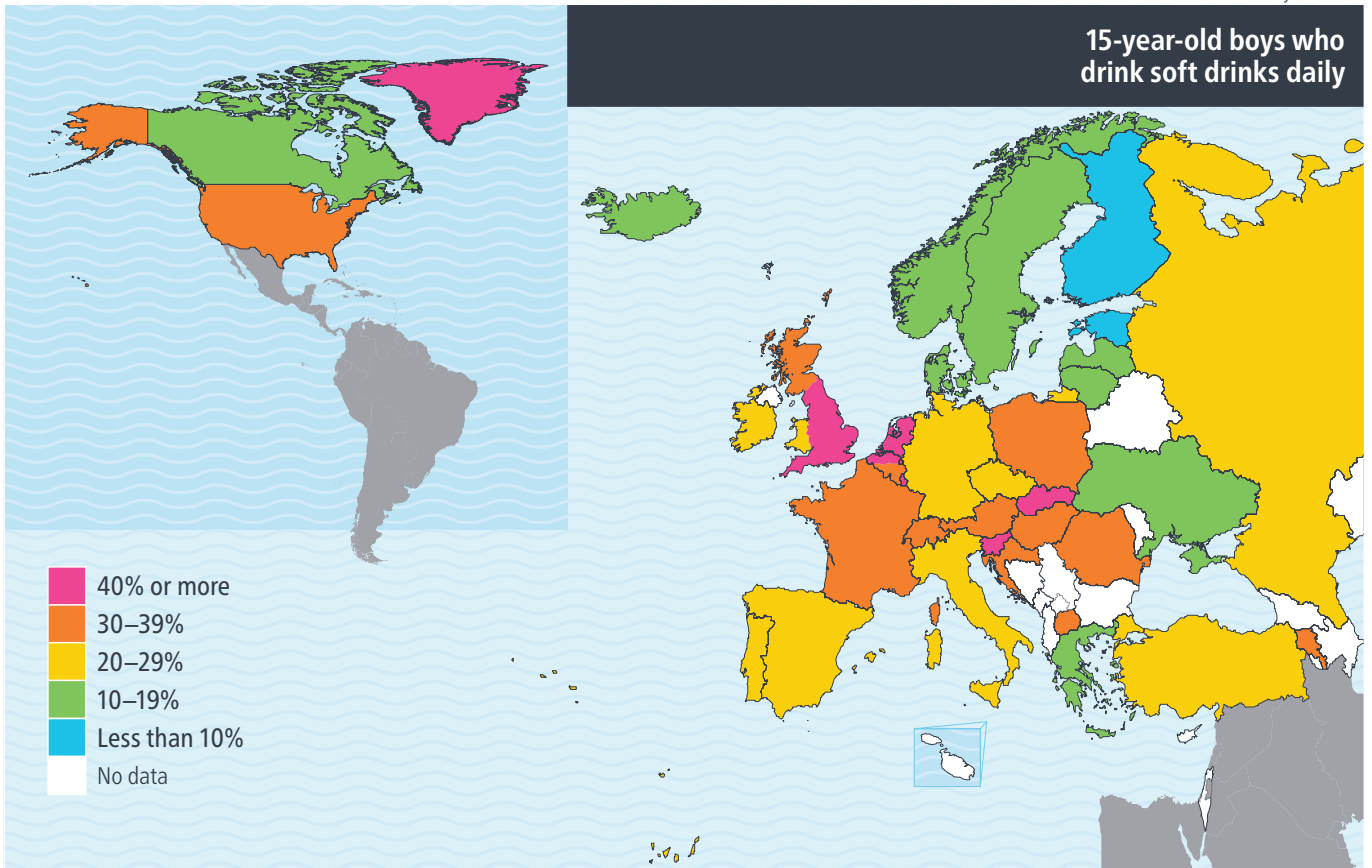 15-year-old boys who
drink soft drinks daily
40% or more
30–39%
20–29%
10–19%
Less than 10%
No data